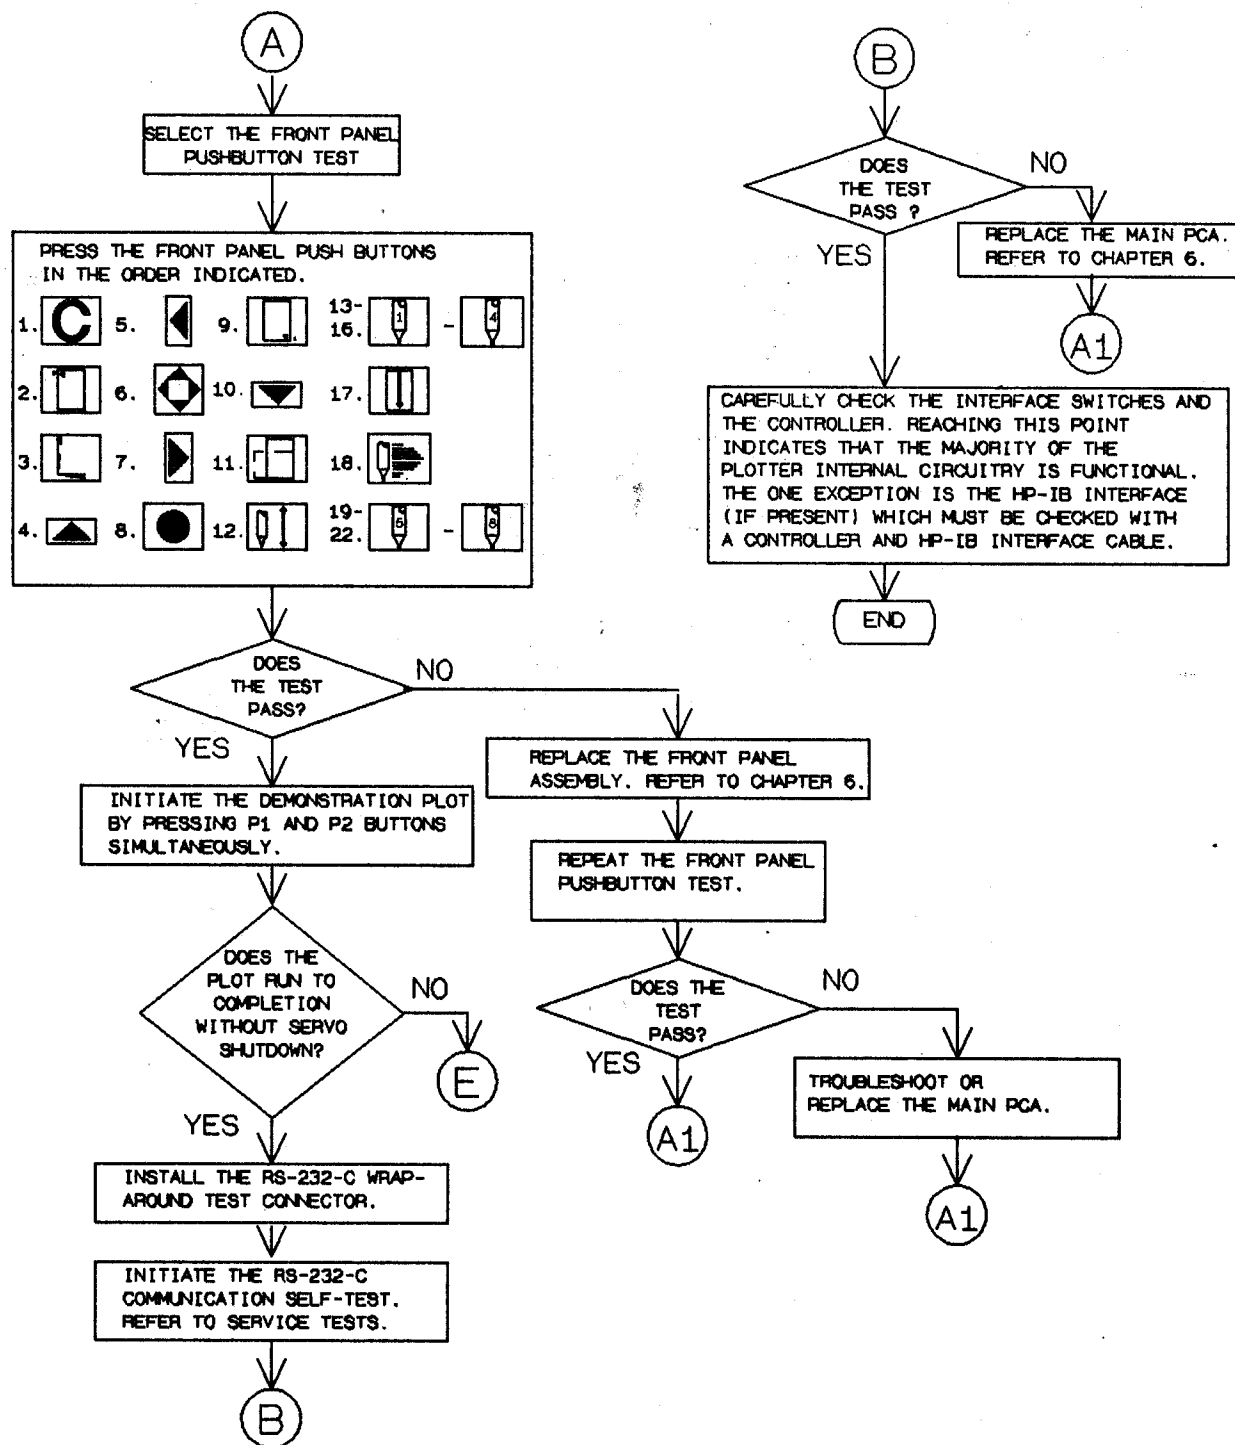 A
SELECT THE FRONT PANEL
PUSHBUTTON TEST
PRESS THE FRONT PANEL PUSH BUTTONS
IN THE ORDER INDICATED.
1. C
5.
9.
13-
16. 1 - 4
2.
6.
10.
17.
3.
7.
11.
18.
4.
8.
12.
19-
22. 5 - 8
DOES
THE TEST
PASS?
NO
YES
INITIATE THE DEMONSTRATION PLOT
BY PRESSING P1 AND P2 BUTTONS
SIMULTANEOUSLY.
DOES THE
PLOT RUN TO
COMPLETION
WITHOUT SERVO
SHUTDOWN?
NO
E
YES
INSTALL THE RS-232-C WRAP-
AROUND TEST CONNECTOR.
INITIATE THE RS-232-C
COMMUNICATION SELF-TEST.
REFER TO SERVICE TESTS.
B
REPLACE THE FRONT PANEL
ASSEMBLY. REFER TO CHAPTER 6.
REPEAT THE FRONT PANEL
PUSHBUTTON TEST.
DOES THE
TEST
PASS?
NO
YES
A1
TROUBLESHOOT OR
REPLACE THE MAIN PCA.
A1
B
DOES
THE TEST
PASS ?
NO
YES
REPLACE THE MAIN PCA.
REFER TO CHAPTER 6.
A1
CAREFULLY CHECK THE INTERFACE SWITCHES AND
THE CONTROLLER. REACHING THIS POINT
INDICATES THAT THE MAJORITY OF THE
PLOTTER INTERNAL CIRCUITRY IS FUNCTIONAL.
THE ONE EXCEPTION IS THE HP-IB INTERFACE
(IF PRESENT) WHICH MUST BE CHECKED WITH
A CONTROLLER AND HP-IB INTERFACE CABLE.
END